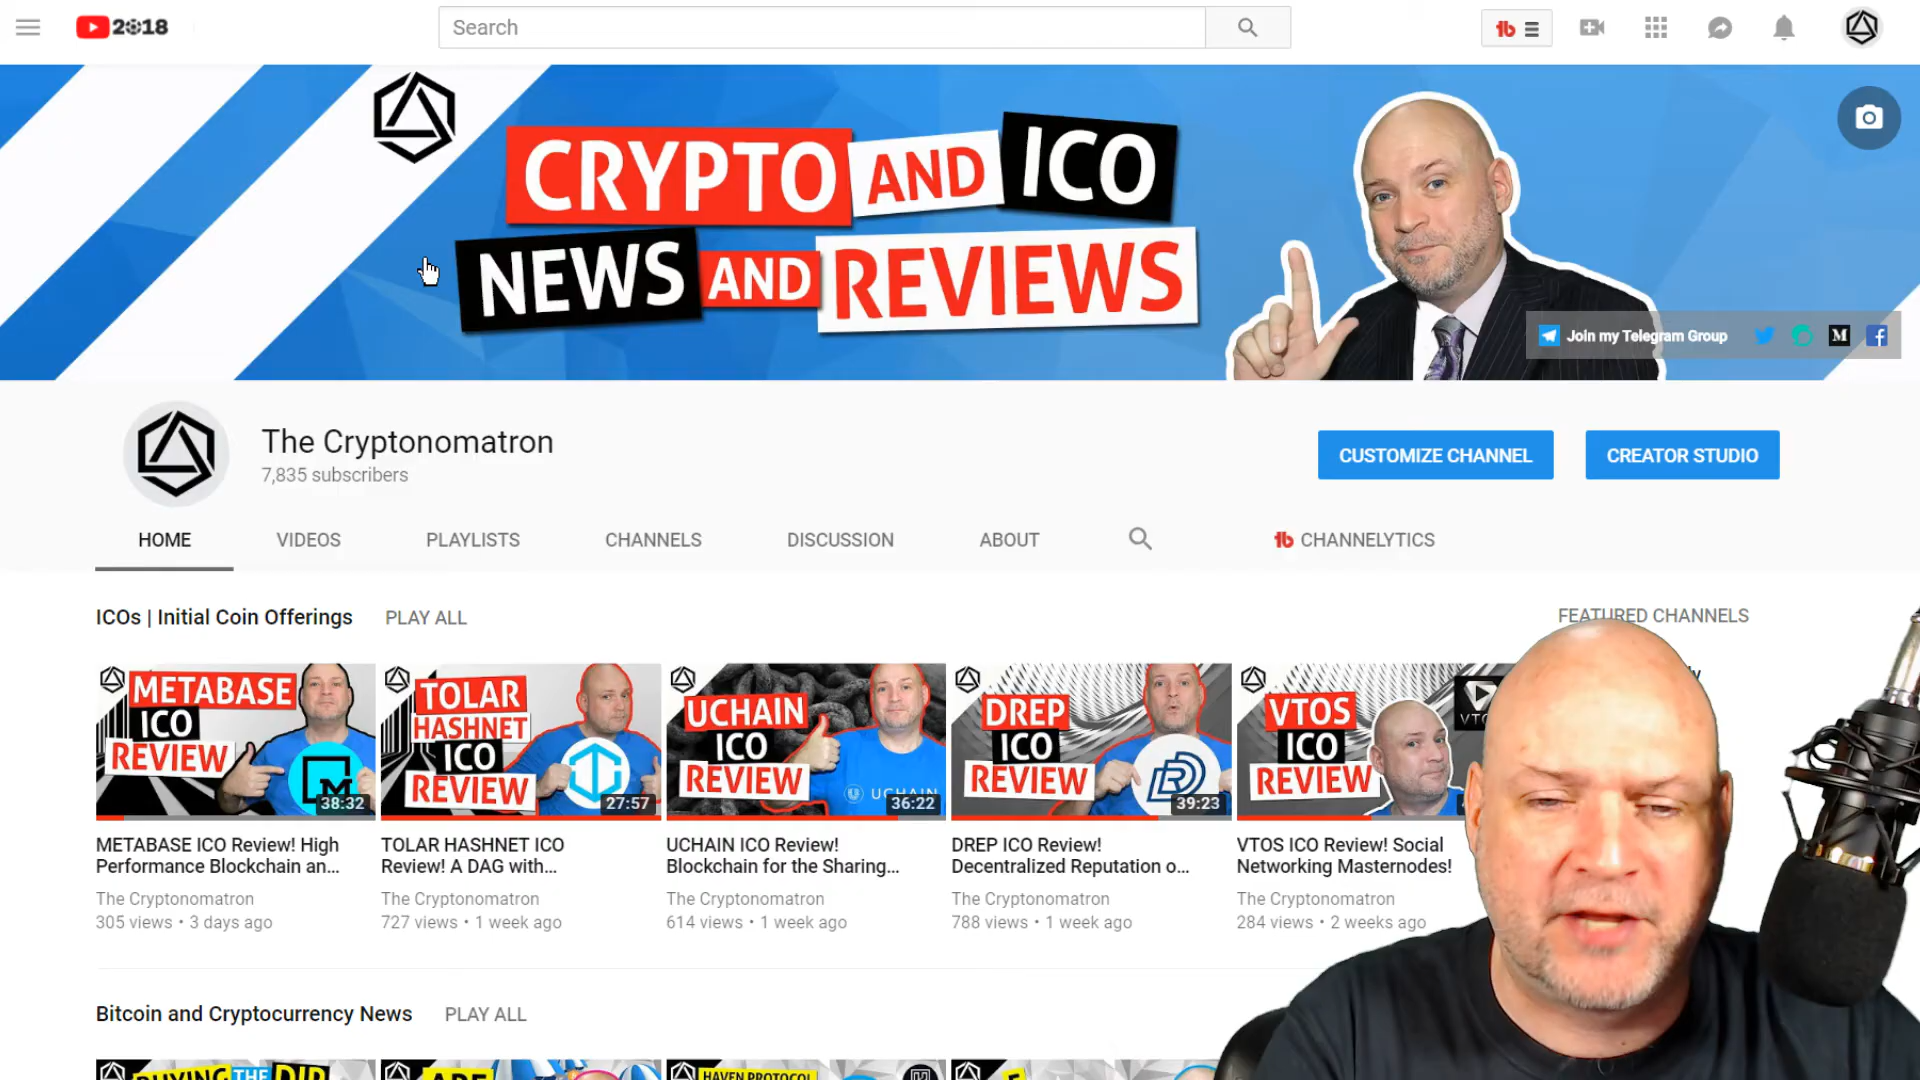 2018
Search
CRYPTO AND ICO
NEWS AND REVIEWS
Join my Telegram Group
The Cryptonomatron
7,835 subscribers
CUSTOMIZE CHANNEL
CREATOR STUDIO
HOME
VIDEOS
PLAYLISTS
CHANNELS
DISCUSSION
ABOUT
CHANNELYTICS
ICOs | Initial Coin Offerings
PLAY ALL
FEATURED CHANNELS
METABASE
ICO
REVIEW
38:32
TOLAR
HASHNET
ICO
REVIEW
27:57
UCHAIN
ICO
REVIEW
UCHAIN
36:22
DREP
ICO
REVIEW
39:23
VTOS
ICO
REVIEW
METABASE ICO Review! High
Performance Blockchain an...
The Cryptonomatron
305 views • 3 days ago
TOLAR HASHNET ICO
Review! A DAG with...
The Cryptonomatron
727 views • 1 week ago
UCHAIN ICO Review!
Blockchain for the Sharing...
The Cryptonomatron
614 views • 1 week ago
DREP ICO Review!
Decentralized Reputation o...
The Cryptonomatron
788 views • 1 week ago
VTOS ICO Review! Social
Networking Masternodes!
The Cryptonomatron
284 views • 2 weeks ago
Bitcoin and Cryptocurrency News
PLAY ALL
BUYING THE DIP
HAVEN PROTOCOL